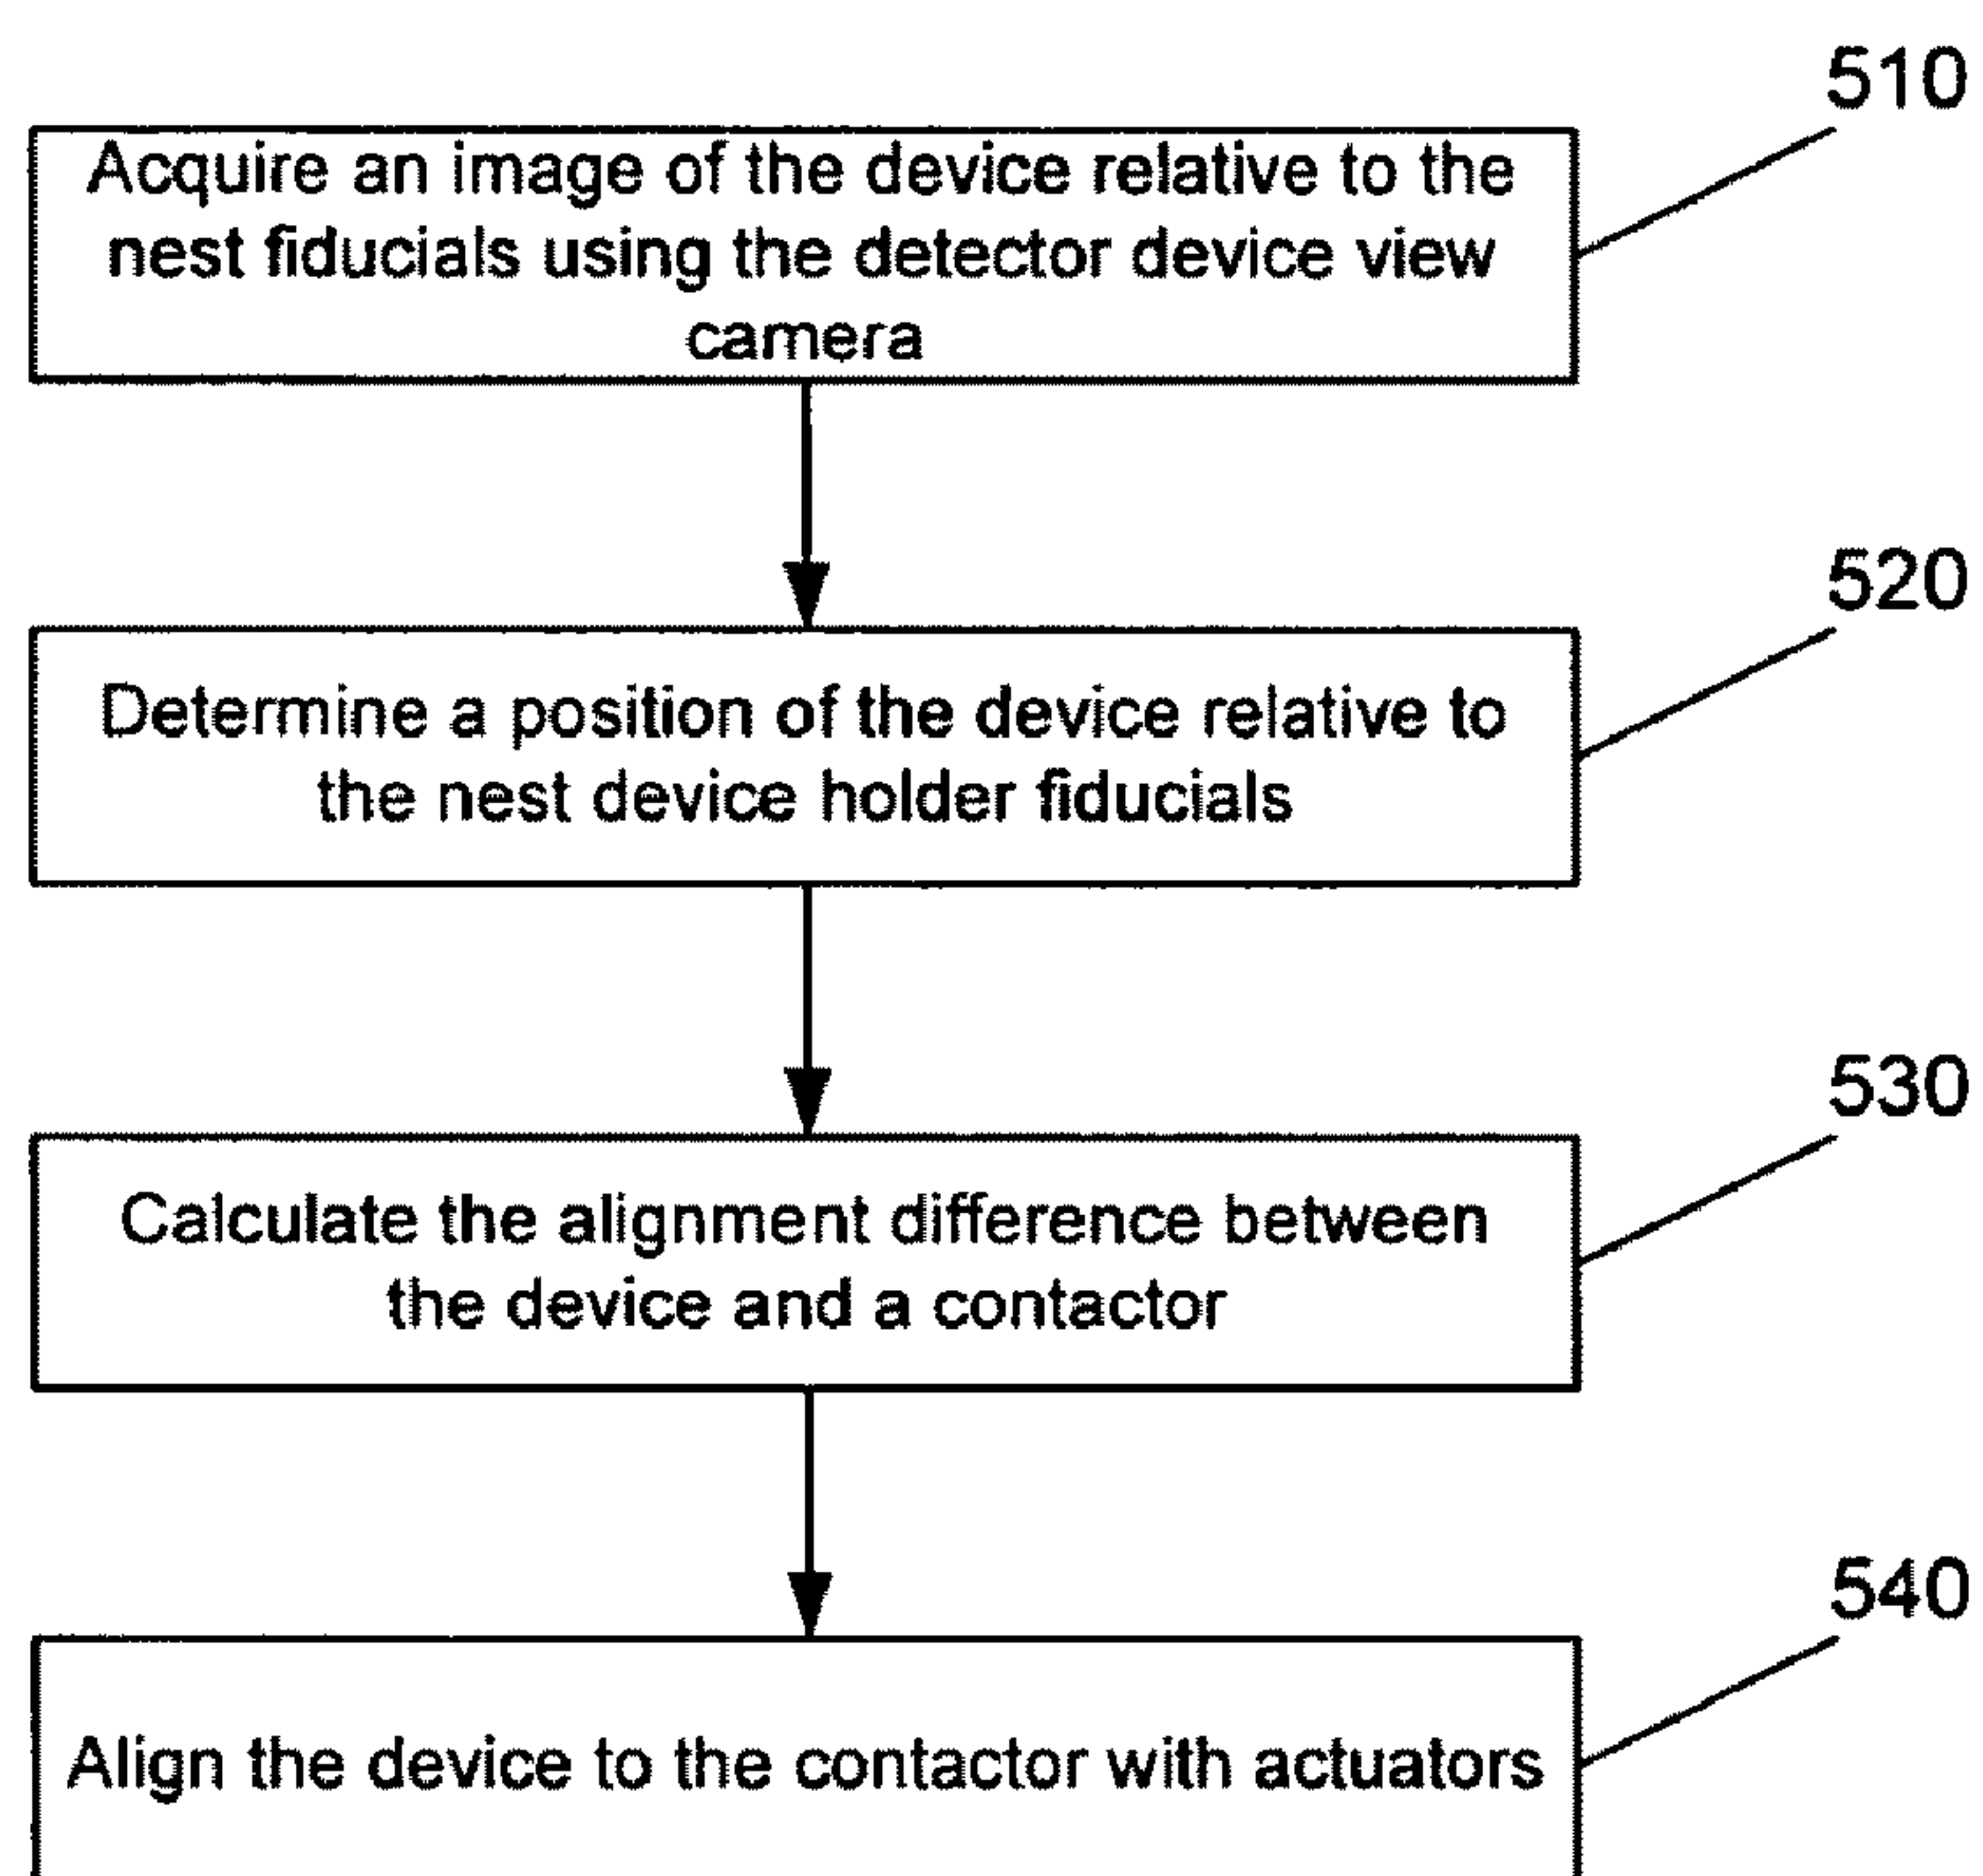 510
Acquire an image of the device relative to the
nest fiducials using the detector device view
camera
520
Determine a position of the device relative to
the nest device holder fiducials
530
Calculate the alignment difference between
the device and a contactor
540
Align the device to the contactor with actuators